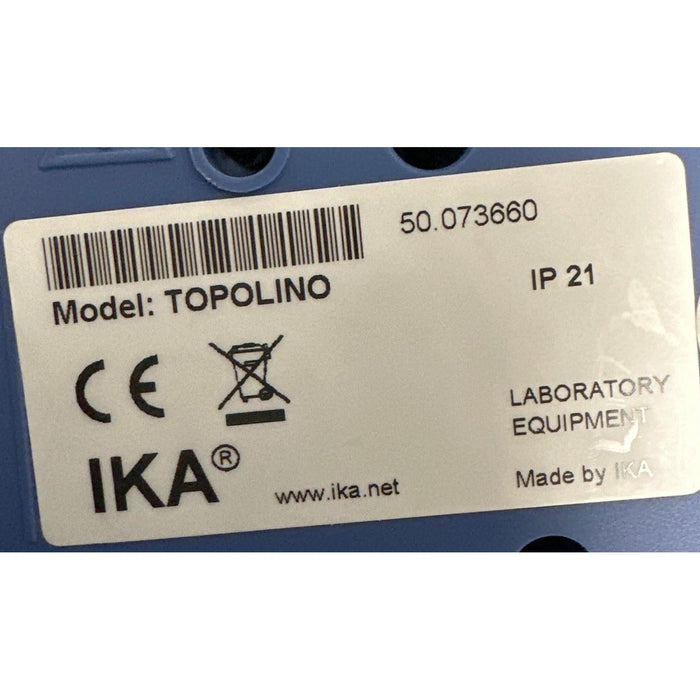 50.073660
Model: TOPOLINO
IP 21
CE
LABORATORY
EQUIPMENT
IKA®
www.ika.net
Made by IKA